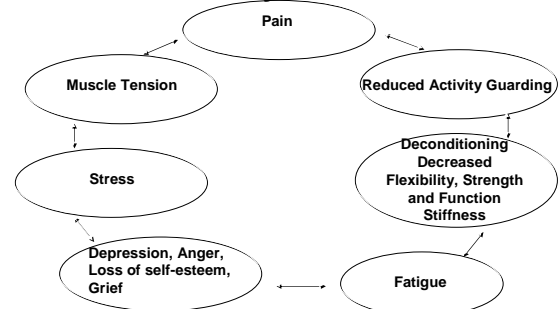 Pain
Muscle Tension
Reduced Activity Guarding
Stress
Deconditioning
Decreased
Flexibility, Strength
and Function
Stiffness
Depression, Anger,
Loss of self-esteem,
Grief
Fatigue